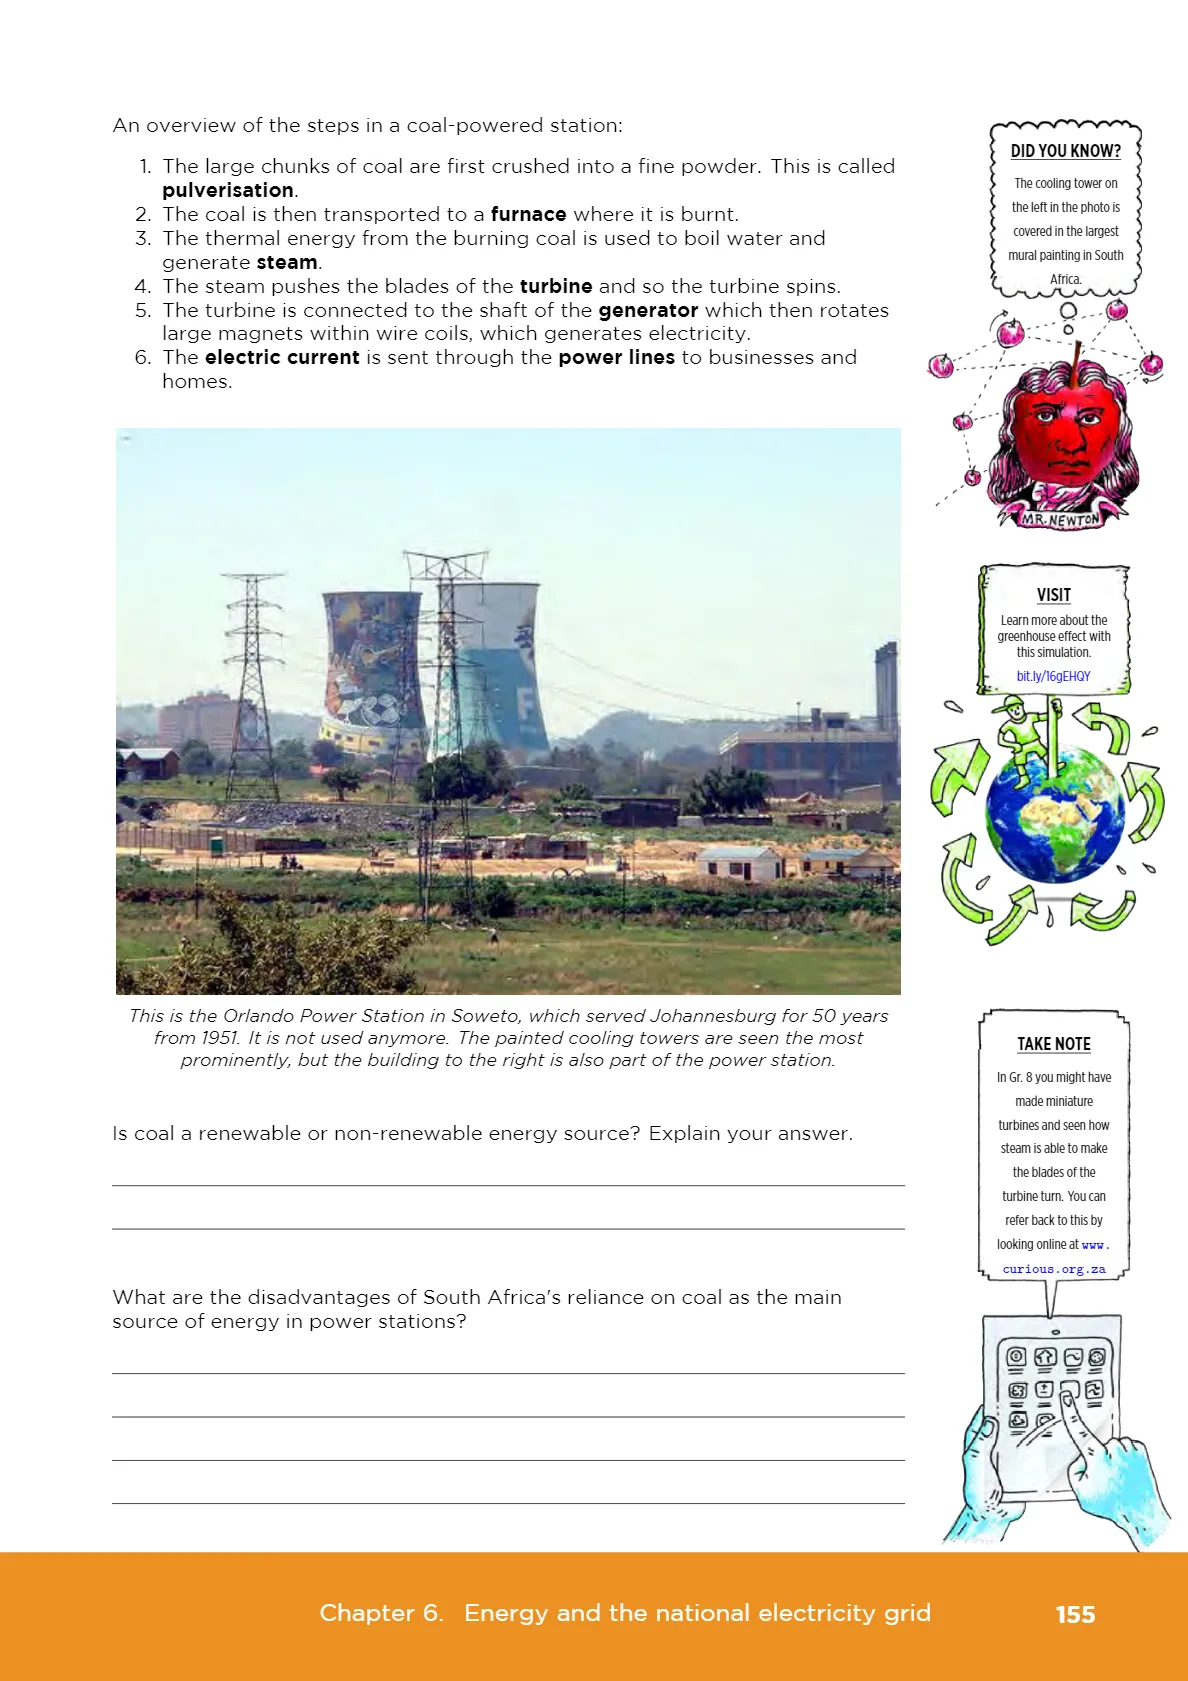 An overview of the steps in a coal-powered station:
1. The large chunks of coal are first crushed into a fine powder. This is called
pulverisation.
2. The coal is then transported to a furnace where it is burnt.
3. The thermal energy from the burning coal is used to boil water and
generate steam.
4. The steam pushes the blades of the turbine and so the turbine spins.
5. The turbine is connected to the shaft of the generator which then rotates
large magnets within wire coils, which generates electricity.
6. The electric current is sent through the power lines to businesses and
homes.
This is the Orlando Power Station in Soweto, which served Johannesburg for 50 years
from 1951. It is not used anymore. The painted cooling towers are seen the most
prominently, but the building to the right is also part of the power station.
Is coal a renewable or non-renewable energy source? Explain your answer.
What are the disadvantages of South Africa's reliance on coal as the main
source of energy in power stations?
DID YOU KNOW?
The cooling tower on
the left in the photo is
covered in the largest
mural painting in South
Africa.
MR. NEWTON
VISIT
Learn more about the
greenhouse effect with
this simulation.
bit.ly/16gEHQY
TAKE NOTE
In Gr. 8 you might have
made miniature
turbines and seen how
steam is able to make
the blades of the
turbine turn. You can
refer back to this by
looking online at www.
curious.org.za
Chapter 6. Energy and the national electricity grid
155